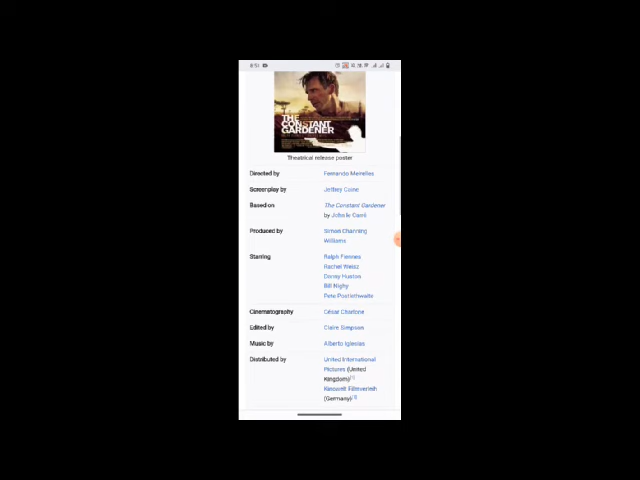 8:51
THE
CONSTANT
GARDENER
Theatrical release poster
Directed by Fernando Meirelles
Screenplay by Jeffrey Caine
Based on The Constant Gardener
by John le Carré
Produced by Simon Channing
Williams
Starring Ralph Fiennes
Rachel Weisz
Danny Huston
Bill Nighy
Pete Postlethwaite
Cinematography César Charlone
Edited by Claire Simpson
Music by Alberto Iglesias
Distributed by United International
Pictures (United
Kingdom)[1]
Kinowelt Filmverleih
(Germany)